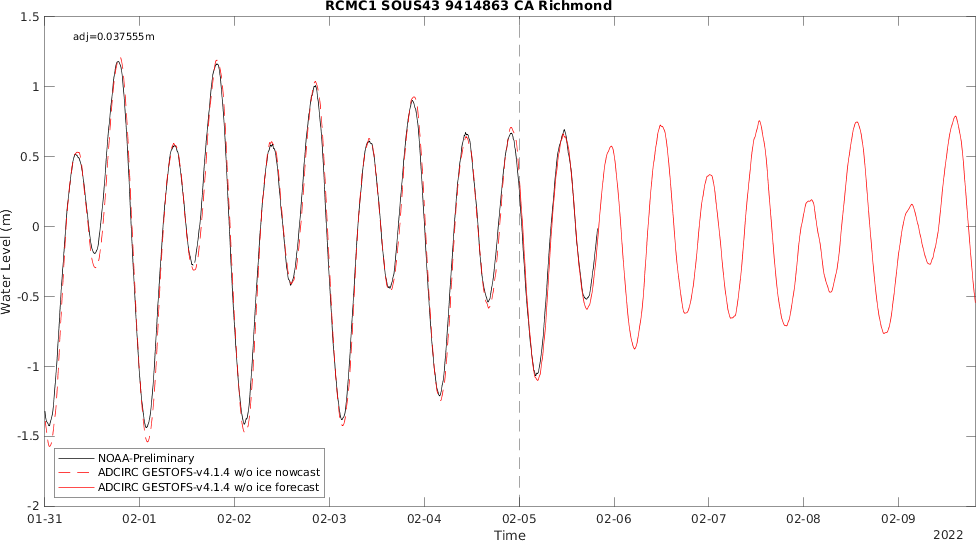 RCMC1 SOUS43 9414863 CA Richmond
adj=0.037555m
1.5
1
0.5
0
-0.5
-1
-1.5
-2
Water Level (m)
NOAA-Preliminary
ADCIRC GESTOFS-v4.1.4 w/o ice nowcast
ADCIRC GESTOFS-v4.1.4 w/o ice forecast
01-31 02-01 02-02 02-03 02-04 02-05 02-06 02-07 02-08 02-09
Time
2022